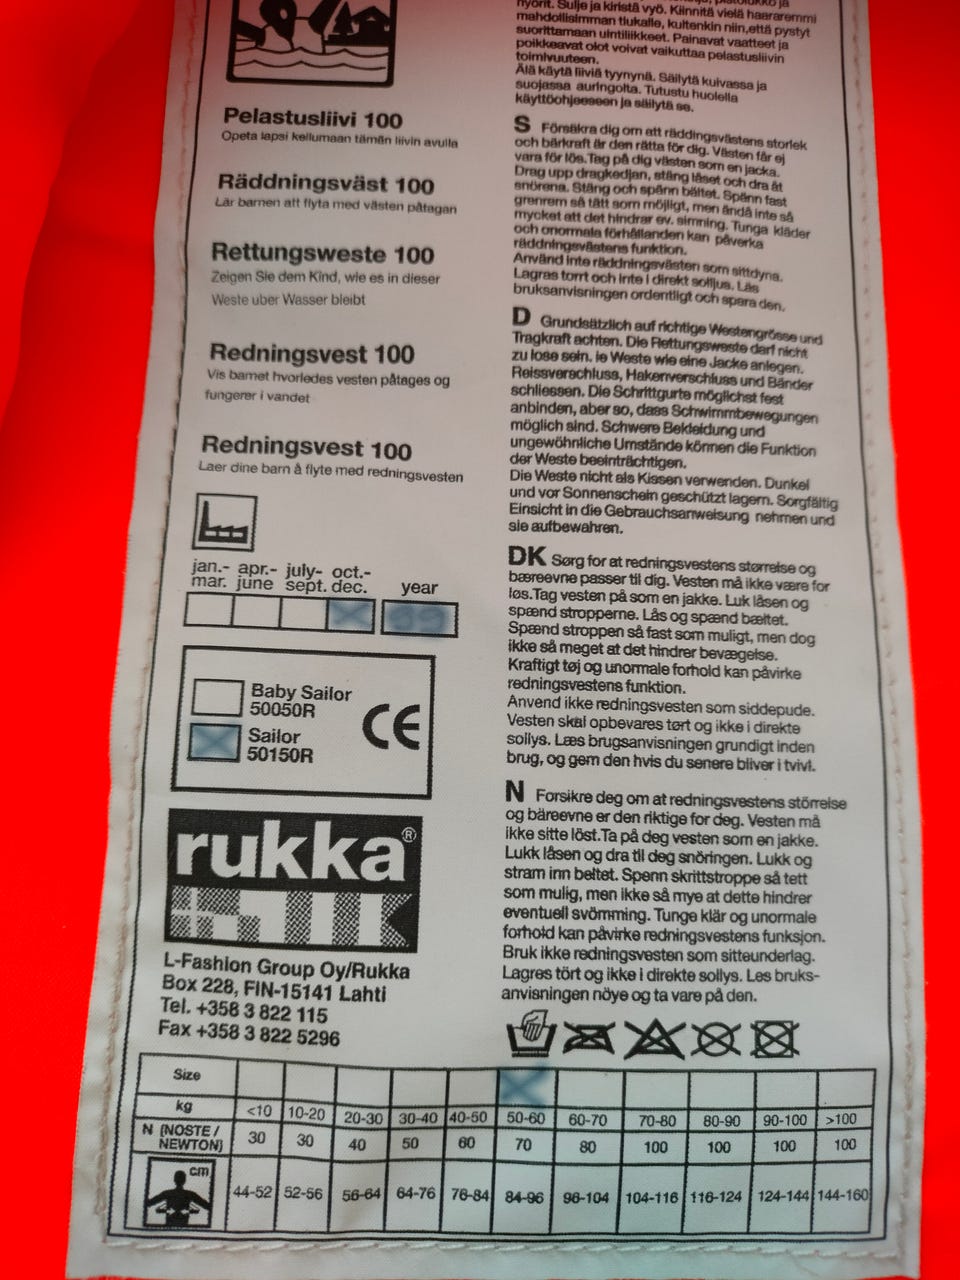 Pelastusliivi 100
Opeta lapsi kellumaan tämän liivin avulla
Räddningsväst 100
Lär barnen att flyta med västen påtagan
Rettungsweste 100
Zeigen Sie dem Kind, wie es in dieser
Weste uber Wasser bleibt
Redningsvest 100
Vis barnet hvorledes vesten påtages og
fungerer i vandet
Redningsvest 100
Laer dine barn å flyte med redningsvesten
jan.- apr.- july- oct.-
mar. june sept. dec. year
Baby Sailor
50050R
Sailor
50150R
CE
rukka®
L-Fashion Group Oy/Rukka
Box 228, FIN-15141 Lahti
Tel. +358 3 822 115
Fax +358 3 822 5296
hyörit. Sulje ja kiristä vyö. Kiinnitä vielä haararemmi
mahdollisimman tiukalle, kuitenkin niin,että pystyt
suorittamaan uintiliikkeet. Painavat vaatteet ja
poikkeavat olot voivat vaikuttaa pelastusliivin
toimivuuteen.
Älä käytä liiviä tyynynä. Säilytä kuivassa ja
suojassa auringolta. Tutustu huolella
käyttöohjeeseen ja säilytä se.
S Försäkra dig om att räddingsvästens storlek
och bärkraft är den rätta för dig. Västen får ej
vara för lös.Tag på dig västen som en jacka.
Drag upp dragkedjan, stäng låset och dra åt
snörena. Stäng och spänn bältet. Spänn fast
grenrem så tätt som möjligt, men ändå inte så
mycket att det hindrar ev. simning. Tunga kläder
och onormala förhållanden kan påverka
räddningsvästens funktion.
Använd inte räddningsvästen som sittdyna.
Lagras torrt och inte i direkt solljus. Läs
bruksanvisningen ordentligt och spara den.
D Grundsätzlich auf richtige Westengrösse und
Tragkraft achten. Die Rettungsweste darf nicht
zu lose sein. ie Weste wie eine Jacke anlegen.
Reissverschluss, Hakenverschluss und Bänder
schliessen. Die Schrittgurte möglichst fest
anbinden, aber so, dass Schwimmbewegungen
möglich sind. Schwere Bekleidung und
ungewöhnliche Umstände können die Funktion
der Weste beeinträchtigen.
Die Weste nicht als Kissen verwenden. Dunkel
und vor Sonnenschein geschützt lagern. Sorgfältig
Einsicht in die Gebrauchsanweisung nehmen und
sie aufbewahren.
DK Sørg for at redningsvestens størrelse og
bæreevne passer til dig. Vesten må ikke være for
løs.Tag vesten på som en jakke. Luk låsen og
spænd stropperne. Lås og spænd bæltet.
Spænd stroppen så fast som muligt, men dog
ikke så meget at det hindrer bevægelse.
Kraftigt tøj og unormale forhold kan påvirke
redningsvestens funktion.
Anvend ikke redningsvesten som siddepude.
Vesten skal opbevares tørt og ikke i direkte
sollys. Læs brugsanvisningen grundigt inden
brug, og gem den hvis du senere bliver i tvivl.
N Forsikre deg om at redningsvestens störrelse
og bäreevne er den riktige for deg. Vesten må
ikke sitte löst.Ta på deg vesten som en jakke.
Lukk låsen og dra til deg snöringen. Lukk og
stram inn beltet. Spenn skrittstroppe så tett
som mulig, men ikke så mye at dette hindrer
eventuell svömming. Tunge klär og unormale
forhold kan påvirke redningsvestens funksjon.
Bruk ikke redningsvesten som sitteunderlag.
Lagres tört og ikke i direkte sollys. Les bruks-
anvisningen nöye og ta vare på den.
Size
kg <10 10-20 20-30 30-40 40-50 50-60 60-70 70-80 80-90 90-100 >100
N (NOSTE /
NEWTON) 30 30 40 50 60 70 80 100 100 100 100
cm 44-52 52-56 56-64 64-76 76-84 84-96 96-104 104-116 116-124 124-144 144-160